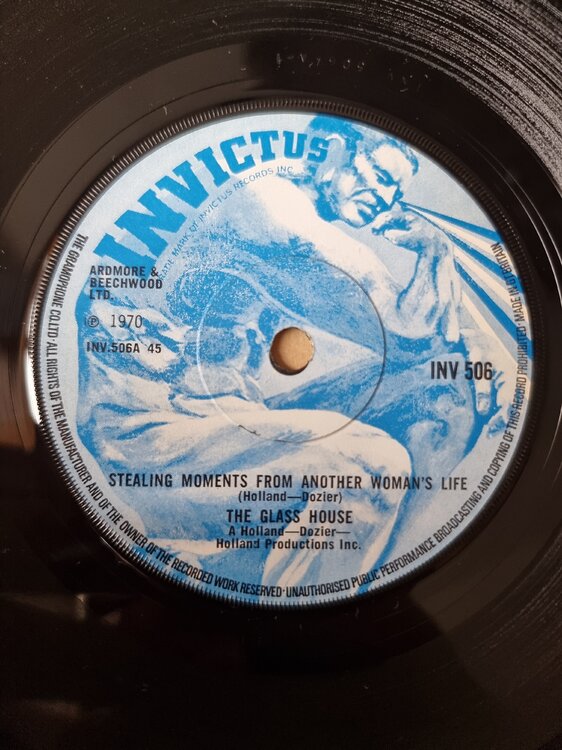 INVICTUS
TRADE MARK OF INVICTUS RECORDS INC.
ARDMORE &
BEECHWOOD
LTD.
℗ 1970
INV.506A 45
INV 506
STEALING MOMENTS FROM ANOTHER WOMAN'S LIFE
(Holland—Dozier)
THE GLASS HOUSE
A Holland—Dozier—
Holland Productions Inc.
THE GRAMOPHONE CO.LTD·ALL RIGHTS OF THE MANUFACTURER AND OF THE OWNER OF THE RECORDED WORK RESERVED·UNAUTHORISED PUBLIC PERFORMANCE BROADCASTING AND COPYING OF THIS RECORD PROHIBITED·MADE IN GT BRITAIN